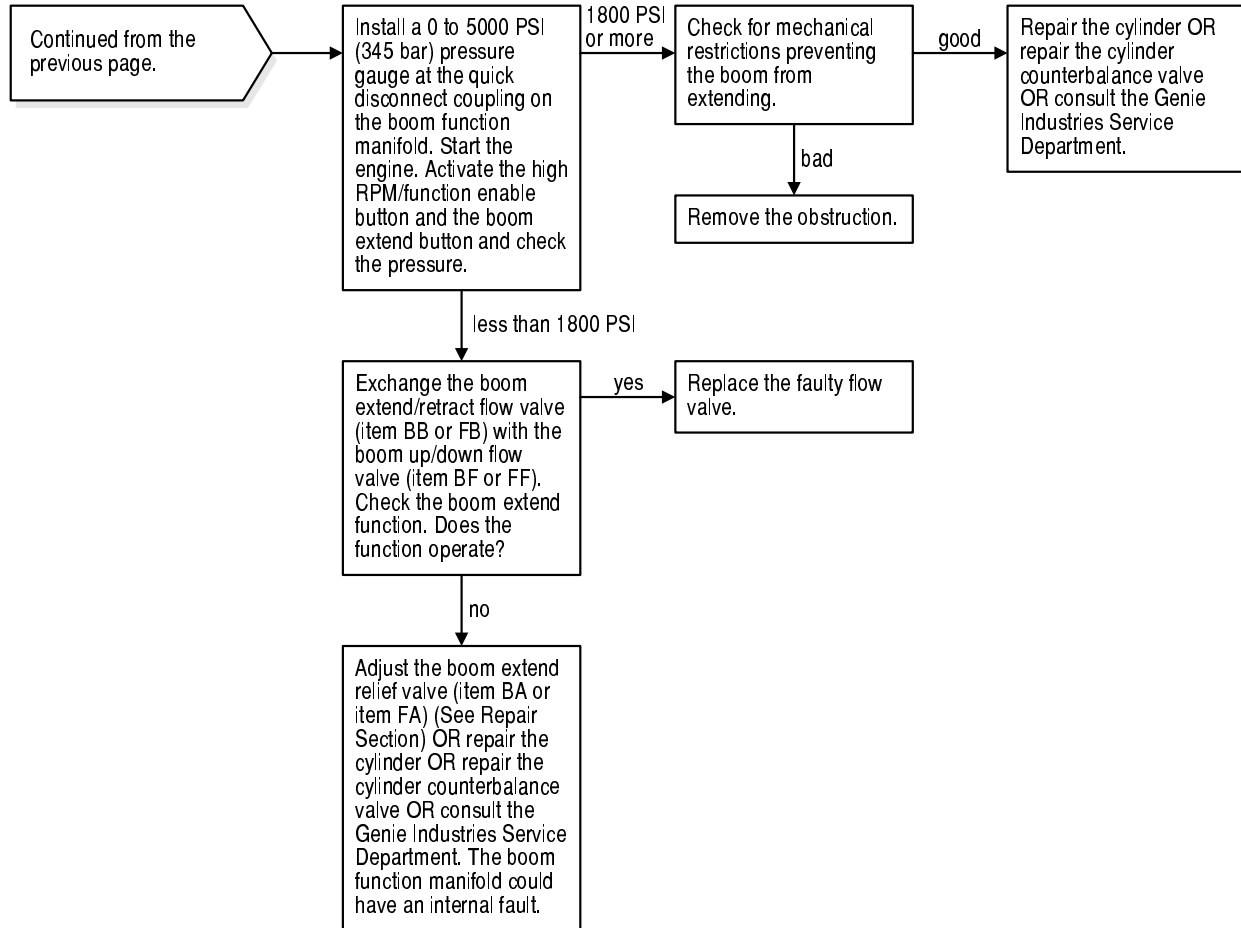 Continued from the
previous page.
Install a 0 to 5000 PSI
(345 bar) pressure
gauge at the quick
disconnect coupling on
the boom function
manifold. Start the
engine. Activate the high
RPM/function enable
button and the boom
extend button and check
the pressure.
1800 PSI
or more
Check for mechanical
restrictions preventing
the boom from
extending.
good
Repair the cylinder OR
repair the cylinder
counterbalance valve
OR consult the Genie
Industries Service
Department.
bad
Remove the obstruction.
less than 1800 PSI
Exchange the boom
extend/retract flow valve
(item BB or FB) with the
boom up/down flow
valve (item BF or FF).
Check the boom extend
function. Does the
function operate?
yes
Replace the faulty flow
valve.
no
Adjust the boom extend
relief valve (item BA or
item FA) (See Repair
Section) OR repair the
cylinder OR repair the
cylinder counterbalance
valve OR consult the
Genie Industries Service
Department. The boom
function manifold could
have an internal fault.